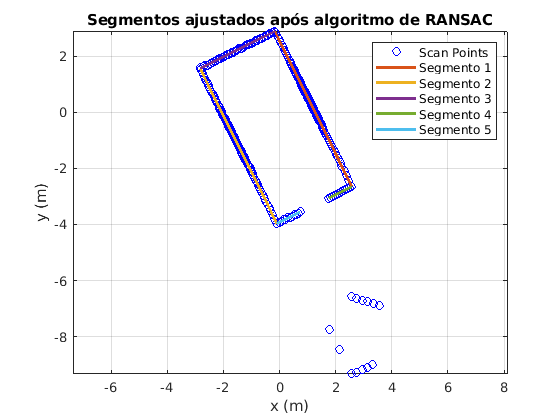 Segmentos ajustados após algoritmo de RANSAC
Scan Points
Segmento 1
Segmento 2
Segmento 3
Segmento 4
Segmento 5
2
0
-2
-4
-6
-8
y (m)
-6 -4 -2 0 2 4 6 8
x (m)